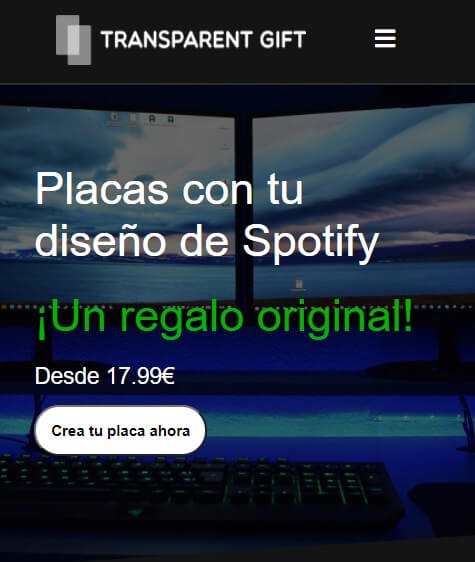 TRANSPARENT GIFT
Placas con tu
diseño de Spotify
¡Un regalo original!
Desde 17.99€
Crea tu placa ahora